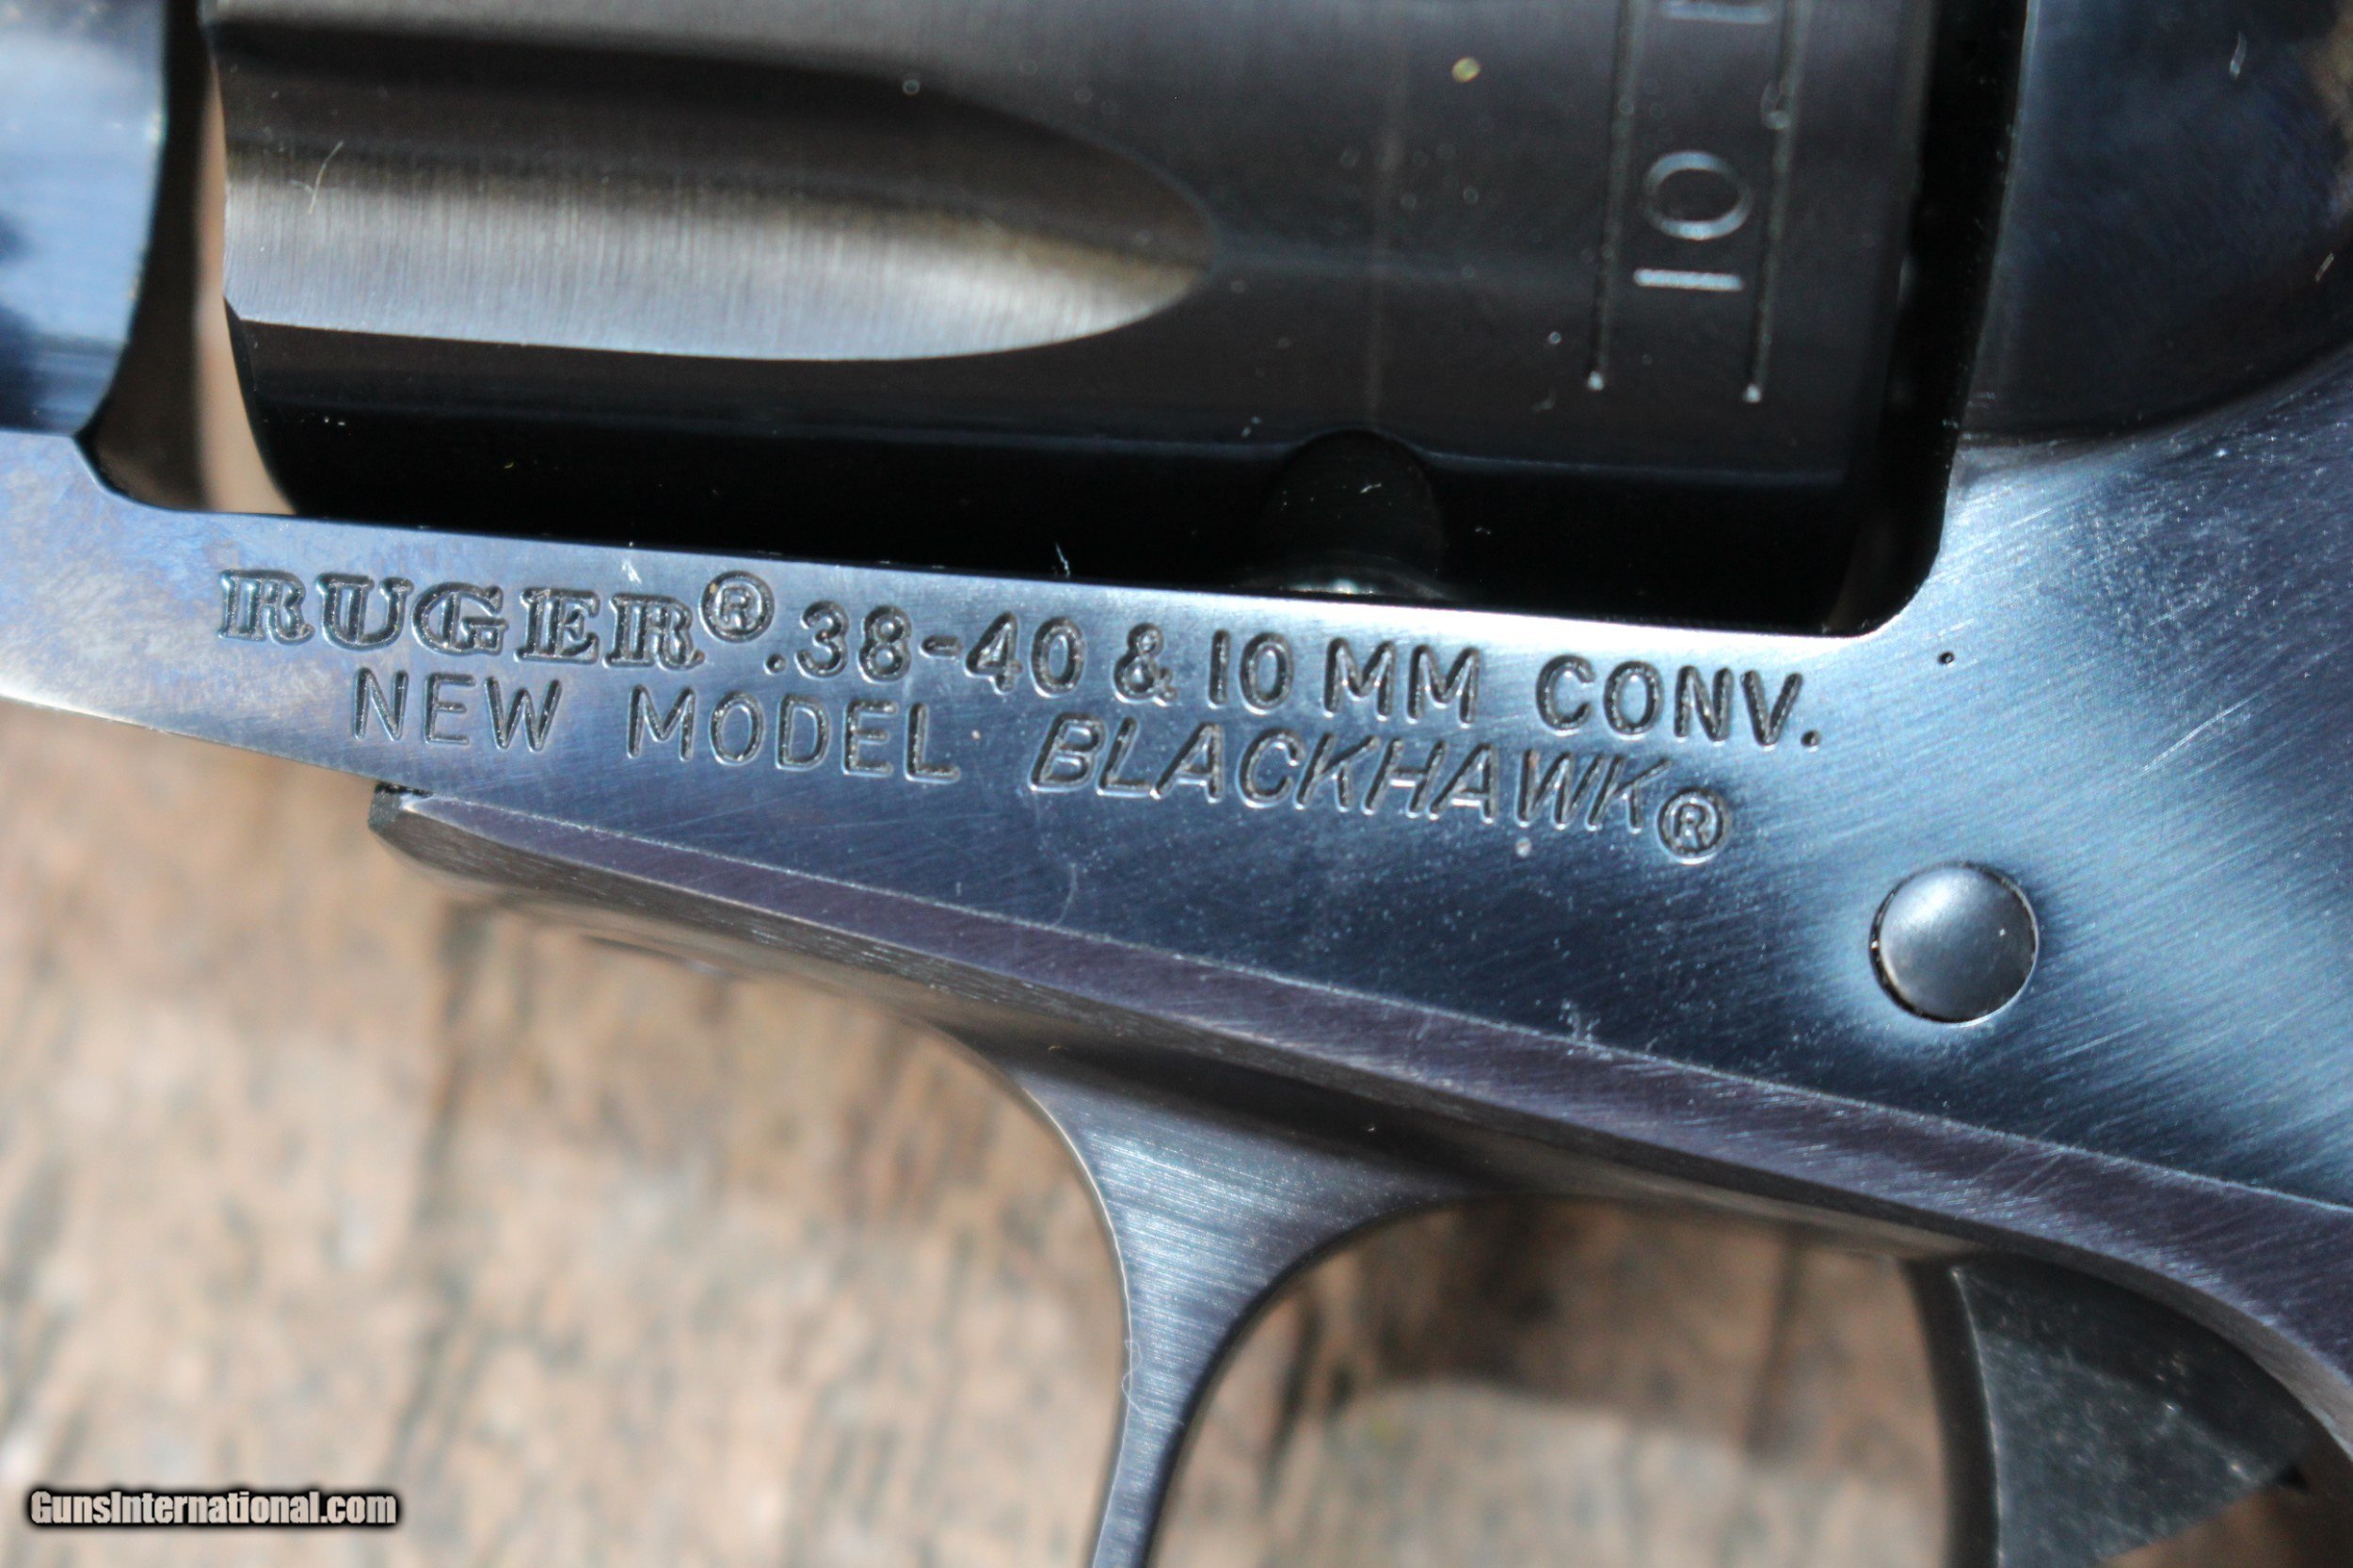 10
RUGER® .38-40 & 10 MM CONV.
NEW MODEL BLACKHAWK®
GunsInternational.com